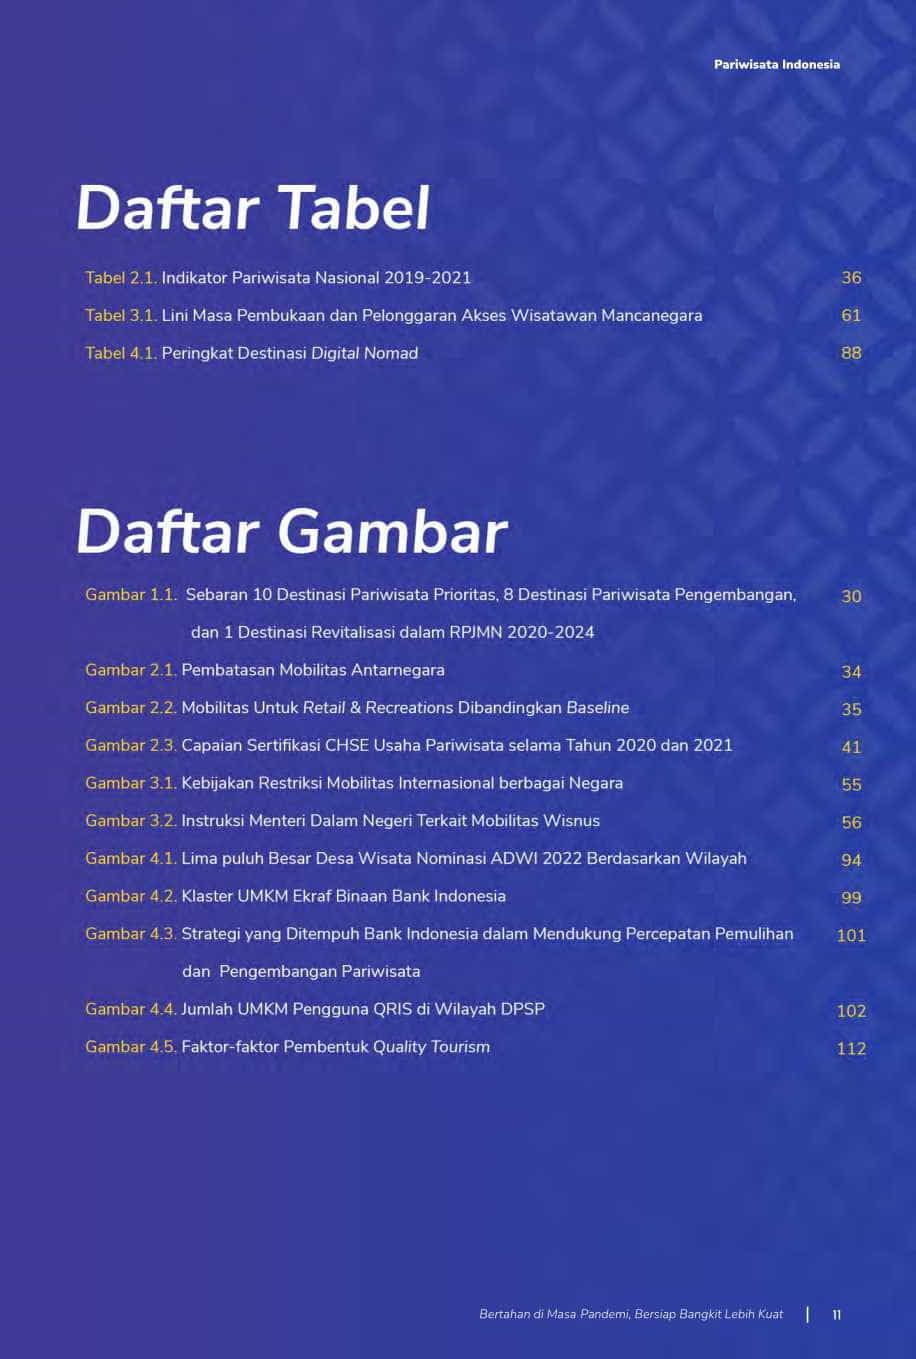 Pariwisata Indonesia
Daftar Tabel
Tabel 2.1. Indikator Pariwisata Nasional 2019-2021 36
Tabel 3.1. Lini Masa Pembukaan dan Pelonggaran Akses Wisatawan Mancanegara 61
Tabel 4.1. Peringkat Destinasi Digital Nomad 88
Daftar Gambar
Gambar 1.1. Sebaran 10 Destinasi Pariwisata Prioritas, 8 Destinasi Pariwisata Pengembangan, 30
dan 1 Destinasi Revitalisasi dalam RPJMN 2020-2024
Gambar 2.1. Pembatasan Mobilitas Antarnegara 34
Gambar 2.2. Mobilitas Untuk Retail & Recreations Dibandingkan Baseline 35
Gambar 2.3. Capaian Sertifikasi CHSE Usaha Pariwisata selama Tahun 2020 dan 2021 41
Gambar 3.1. Kebijakan Restriksi Mobilitas Internasional berbagai Negara 55
Gambar 3.2. Instruksi Menteri Dalam Negeri Terkait Mobilitas Wisnus 56
Gambar 4.1. Lima puluh Besar Desa Wisata Nominasi ADWI 2022 Berdasarkan Wilayah 94
Gambar 4.2. Klaster UMKM Ekraf Binaan Bank Indonesia 99
Gambar 4.3. Strategi yang Ditempuh Bank Indonesia dalam Mendukung Percepatan Pemulihan 101
dan Pengembangan Pariwisata
Gambar 4.4. Jumlah UMKM Pengguna QRIS di Wilayah DPSP 102
Gambar 4.5. Faktor-faktor Pembentuk Quality Tourism 112
Bertahan di Masa Pandemi, Bersiap Bangkit Lebih Kuat | 11